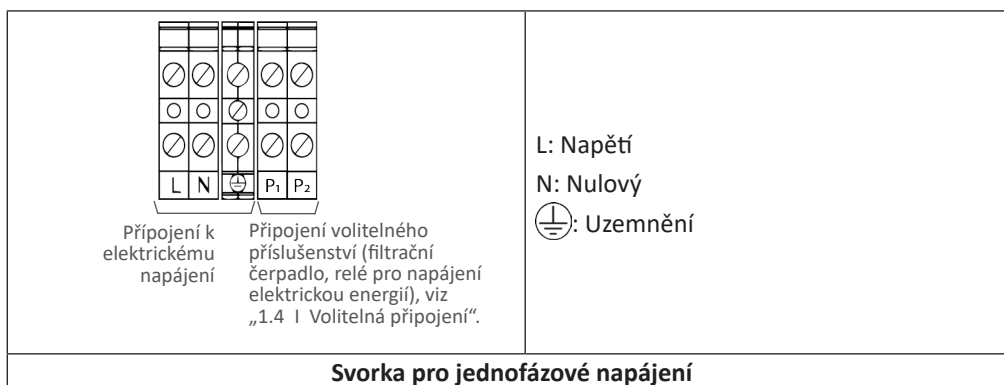 L N P₁ P₂
Přípojení k
elektrickému
napájení
Připojení volitelného
příslušenství (filtrační
čerpadlo, relé pro napájení
elektrickou energií), viz
„1.4 I Volitelná připojení“.
L: Napětí
N: Nulový
: Uzemnění
Svorka pro jednofázové napájení